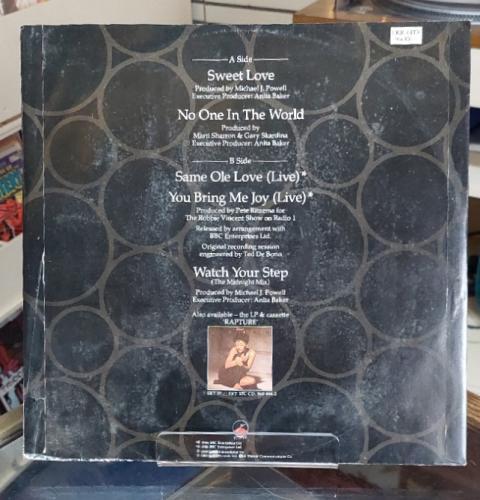 A Side
Sweet Love
Produced by Michael J. Powell
Executive Producer: Anita Baker
No One In The World
Produced by
Marti Sharron & Gary Skardina
Executive Producer: Anita Baker
B Side
Same Ole Love (Live)*
You Bring Me Joy (Live)*
Produced by Pete Ritzema for
The Robbie Vincent Show on Radio 1
Released by arrangement with
BBC Enterprises Ltd.
Original recording session
engineered by Ted De Bono
Watch Your Step
(The Midnight Mix)
Produced by Michael J. Powell
Executive Producer: Anita Baker
Also available – the LP & cassette
'RAPTURE'